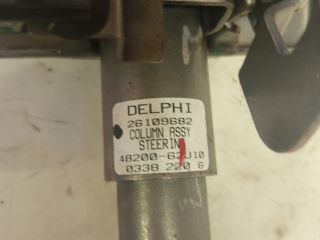 DELPHI
26109682
COLUMN ASSY
STEERING
48200-62J10
0338 220 6